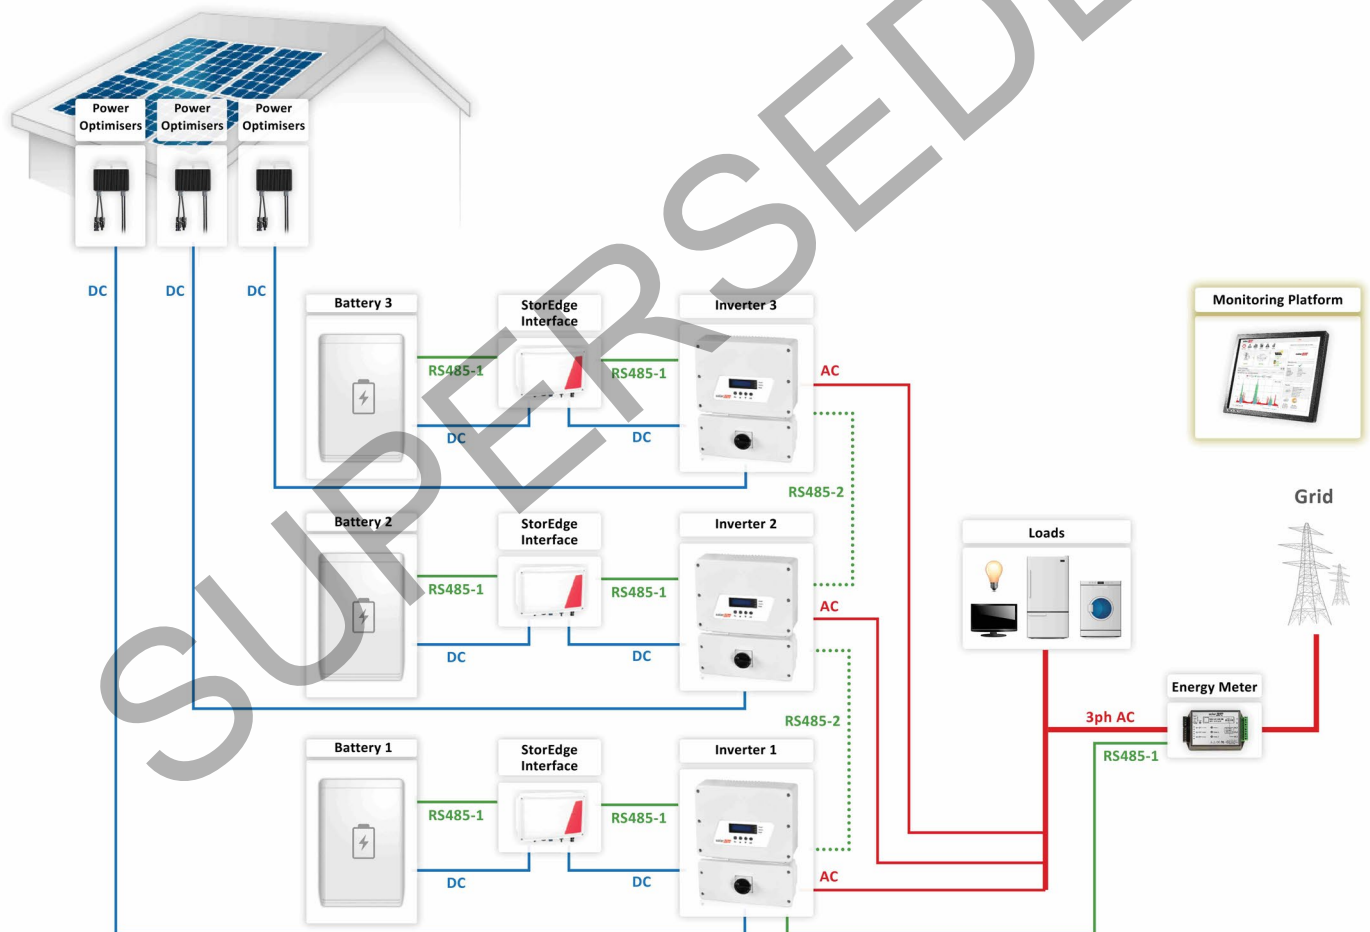 Power
Optimisers
Power
Optimisers
Power
Optimisers
DC
DC
DC
Battery 3
StorEdge
Interface
Inverter 3
Monitoring Platform
RS485-1
RS485-1
AC
DC
DC
RS485-2
Grid
Battery 2
StorEdge
Interface
Inverter 2
Loads
RS485-1
RS485-1
AC
DC
DC
Energy Meter
RS485-2
3ph AC
RS485-1
Battery 1
StorEdge
Interface
Inverter 1
RS485-1
RS485-1
AC
DC
DC
SUPERSEDE